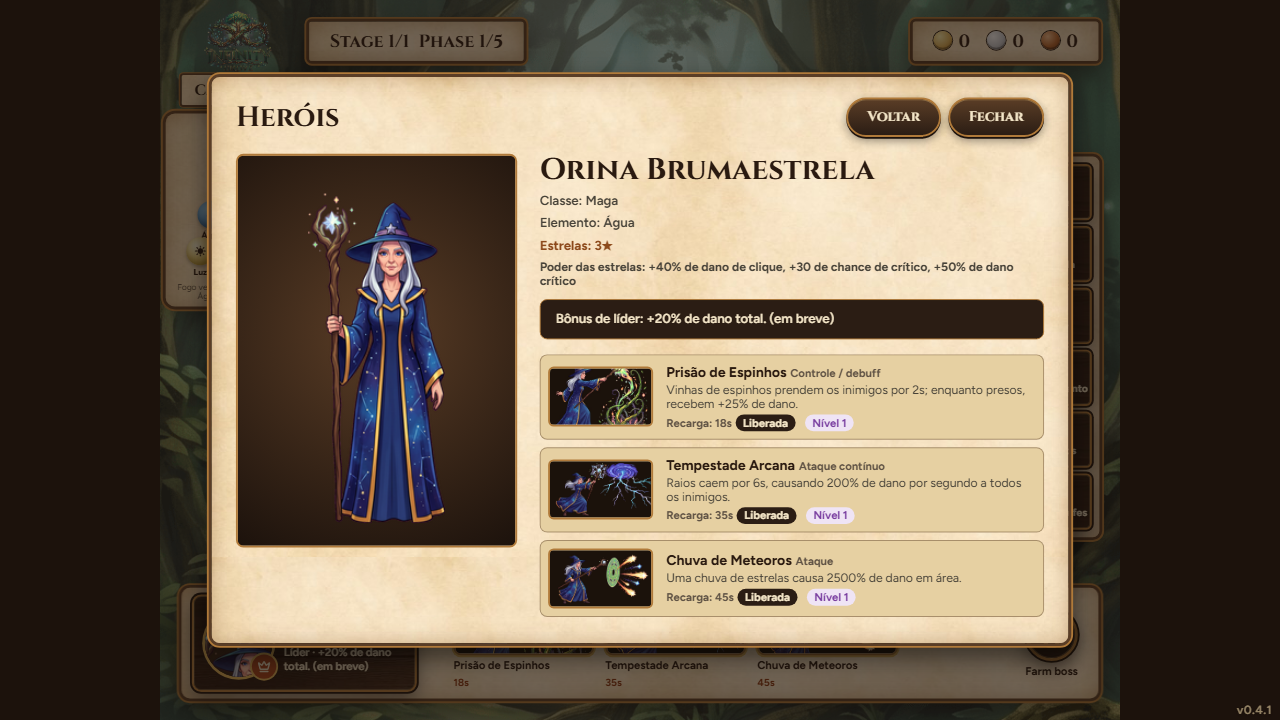 STAGE 1/1 PHASE 1/5
0 0 0
HERÓIS
VOLTAR
FECHAR
ORINA BRUMAESTRELA
Classe: Maga
Elemento: Água
Estrelas: 3★
Poder das estrelas: +40% de dano de clique, +30 de chance de crítico, +50% de dano
crítico
Bônus de líder: +20% de dano total. (em breve)
Prisão de Espinhos Controle / debuff
Vinhas de espinhos prendem os inimigos por 2s; enquanto presos,
recebem +25% de dano.
Recarga: 18s Liberada Nível 1
Tempestade Arcana Ataque contínuo
Raios caem por 6s, causando 200% de dano por segundo a todos
os inimigos.
Recarga: 35s Liberada Nível 1
Chuva de Meteoros Ataque
Uma chuva de estrelas causa 2500% de dano em área.
Recarga: 45s Liberada Nível 1
Líder · +20% de dano
total. (em breve)
Prisão de Espinhos
18s
Tempestade Arcana
35s
Chuva de Meteoros
45s
Farm boss
v0.4.1